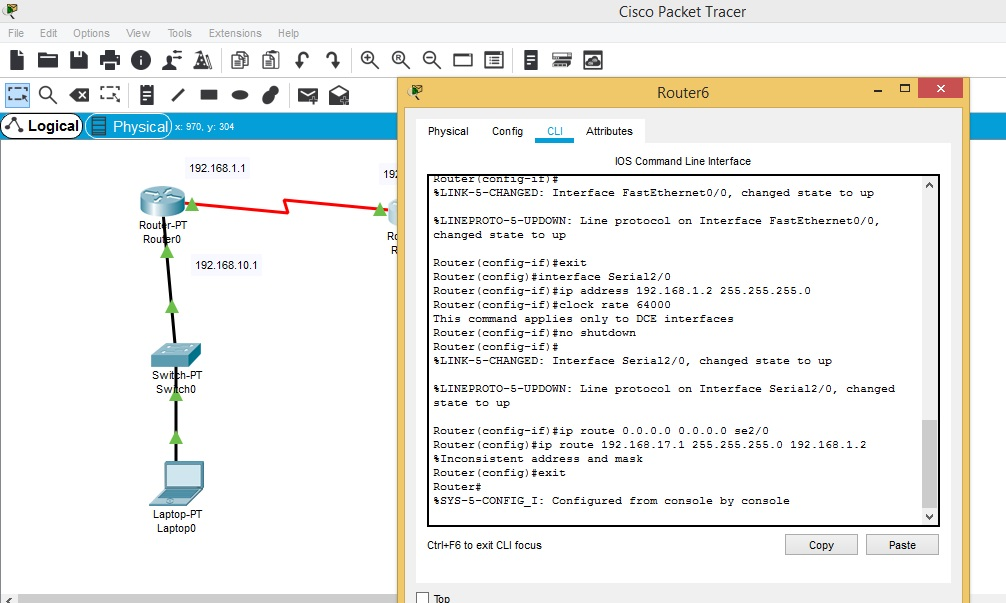 Cisco Packet Tracer
File Edit Options View Tools Extensions Help
Logical Physical x: 970, y: 304
192.168.1.1
Router-PT
Router0
192.168.10.1
Switch-PT
Switch0
Laptop-PT
Laptop0
Router6
Physical Config CLI Attributes
IOS Command Line Interface
Router(config-if)#
%LINK-5-CHANGED: Interface FastEthernet0/0, changed state to up
%LINEPROTO-5-UPDOWN: Line protocol on Interface FastEthernet0/0,
changed state to up
Router(config-if)#exit
Router(config)#interface Serial2/0
Router(config-if)#ip address 192.168.1.2 255.255.255.0
Router(config-if)#clock rate 64000
This command applies only to DCE interfaces
Router(config-if)#no shutdown
Router(config-if)#
%LINK-5-CHANGED: Interface Serial2/0, changed state to up
%LINEPROTO-5-UPDOWN: Line protocol on Interface Serial2/0, changed
state to up
Router(config-if)#ip route 0.0.0.0 0.0.0.0 se2/0
Router(config)#ip route 192.168.17.1 255.255.255.0 192.168.1.2
%Inconsistent address and mask
Router(config)#exit
Router#
%SYS-5-CONFIG_I: Configured from console by console
Ctrl+F6 to exit CLI focus
Copy Paste
Top